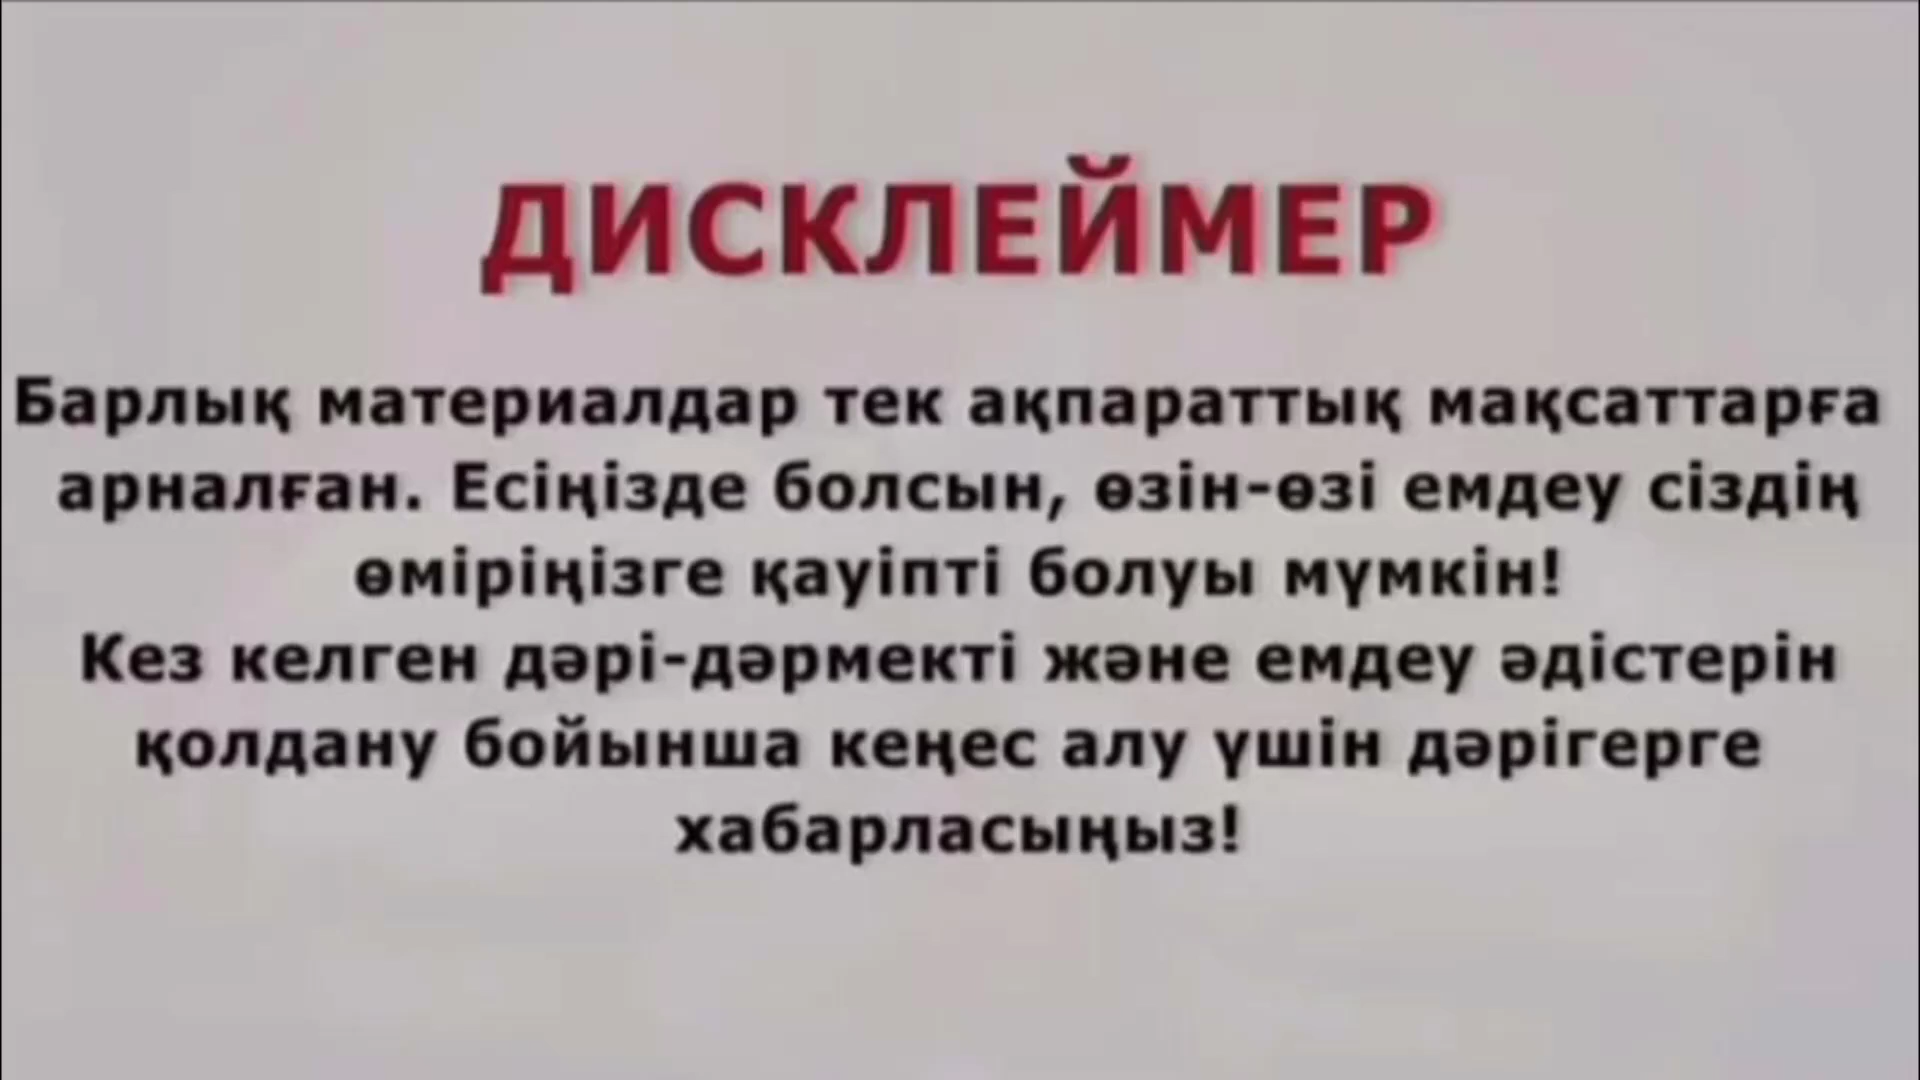 ДИСКЛЕЙМЕР
Барлық материалдар тек ақпараттық мақсаттарға
арналған. Есіңізде болсын, өзін-өзі емдеу сіздің
өміріңізге қауіпті болуы мүмкін!
Кез келген дәрі-дәрмекті және емдеу әдістерін
қолдану бойынша кеңес алу үшін дәрігерге
хабарласыңыз!